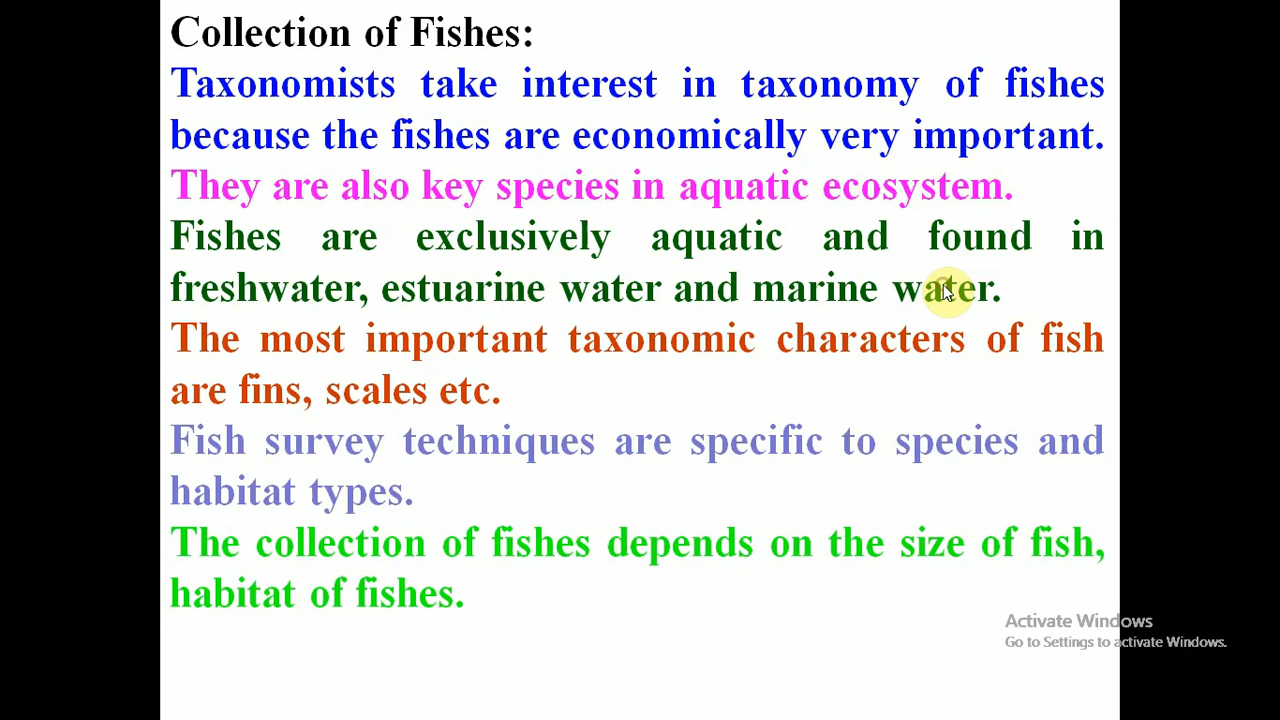 Collection of Fishes:
Taxonomists take interest in taxonomy of fishes
because the fishes are economically very important.
They are also key species in aquatic ecosystem.
Fishes are exclusively aquatic and found in
freshwater, estuarine water and marine water.
The most important taxonomic characters of fish
are fins, scales etc.
Fish survey techniques are specific to species and
habitat types.
The collection of fishes depends on the size of fish,
habitat of fishes.
Activate Windows
Go to Settings to activate Windows.